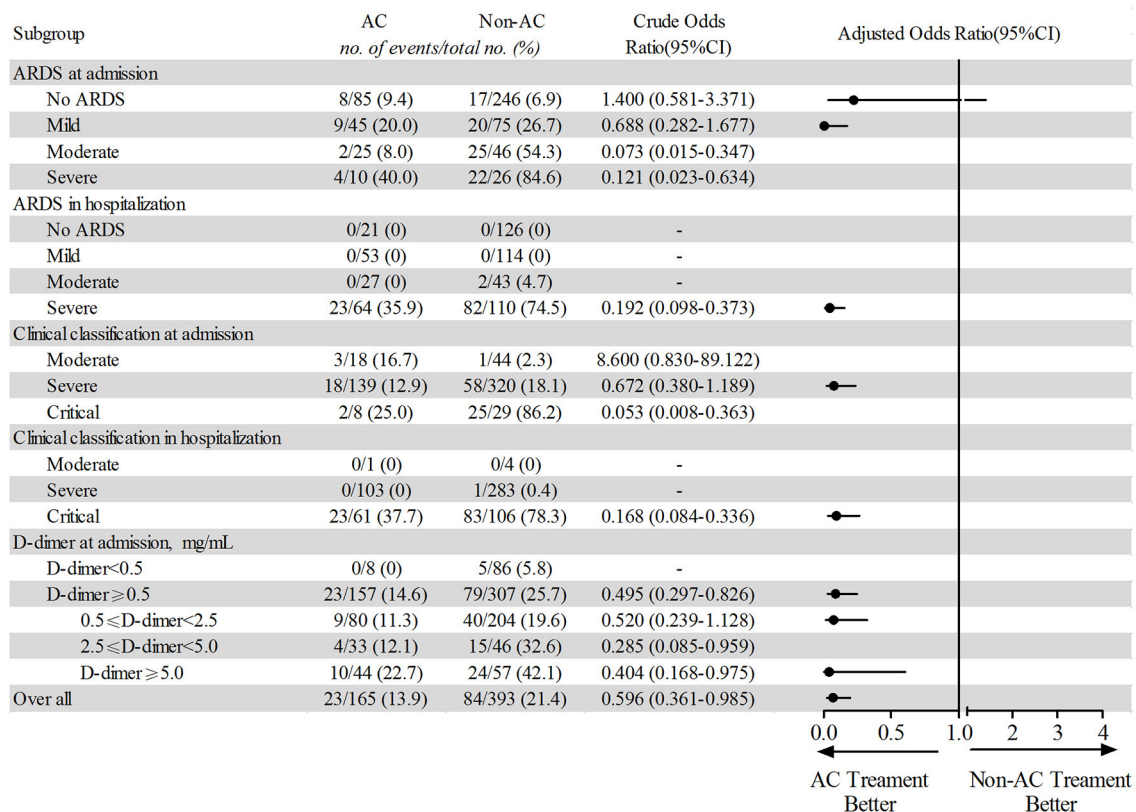 Subgroup AC Non-AC Crude Odds Adjusted Odds Ratio(95%CI)
no. of events/total no. (%) Ratio(95%CI)
ARDS at admission
No ARDS 8/85 (9.4) 17/246 (6.9) 1.400 (0.581-3.371)
Mild 9/45 (20.0) 20/75 (26.7) 0.688 (0.282-1.677)
Moderate 2/25 (8.0) 25/46 (54.3) 0.073 (0.015-0.347)
Severe 4/10 (40.0) 22/26 (84.6) 0.121 (0.023-0.634)
ARDS in hospitalization
No ARDS 0/21 (0) 0/126 (0) -
Mild 0/53 (0) 0/114 (0) -
Moderate 0/27 (0) 2/43 (4.7) -
Severe 23/64 (35.9) 82/110 (74.5) 0.192 (0.098-0.373)
Clinical classification at admission
Moderate 3/18 (16.7) 1/44 (2.3) 8.600 (0.830-89.122)
Severe 18/139 (12.9) 58/320 (18.1) 0.672 (0.380-1.189)
Critical 2/8 (25.0) 25/29 (86.2) 0.053 (0.008-0.363)
Clinical classification in hospitalization
Moderate 0/1 (0) 0/4 (0) -
Severe 0/103 (0) 1/283 (0.4) -
Critical 23/61 (37.7) 83/106 (78.3) 0.168 (0.084-0.336)
D-dimer at admission, mg/mL
D-dimer<0.5 0/8 (0) 5/86 (5.8) -
D-dimer⩾0.5 23/157 (14.6) 79/307 (25.7) 0.495 (0.297-0.826)
0.5⩽D-dimer<2.5 9/80 (11.3) 40/204 (19.6) 0.520 (0.239-1.128)
2.5⩽D-dimer<5.0 4/33 (12.1) 15/46 (32.6) 0.285 (0.085-0.959)
D-dimer⩾5.0 10/44 (22.7) 24/57 (42.1) 0.404 (0.168-0.975)
Over all 23/165 (13.9) 84/393 (21.4) 0.596 (0.361-0.985)
0.0 0.5 1.0 2 3 4
AC Treament Non-AC Treament
Better Better